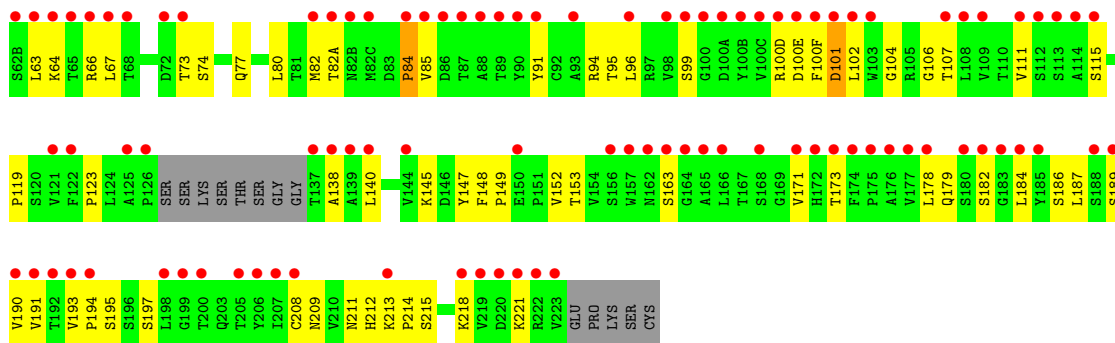 S62B L63 K64 T65 R66 L67 T68 D72 T73 S74 Q77 L80 T81 M82 T82A N82B M82C D83 P84 V85 D86 T87 A88 T89 Y90 Y91 C92 A93 R94 T95 L96 R97 V98 S99 G100 D100A Y100B V100C R100D D100E F100F D101 L102 W103 G104 R105 G106 T107 L108 V109 T110 V111 S112 S113 A114 S115
P119 S120 V121 F122 P123 L124 A125 P126 SER SER LYS SER THR SER GLY GLY T137 A138 A139 L140 V144 K145 D146 Y147 F148 P149 E150 P151 V152 T153 V154 S156 W157 N162 S163 G164 A165 L166 T167 S168 G169 V171 H172 T173 F174 P175 A176 V177 L178 Q179 S180 S182 G183 L184 Y185 S186 L187 S188 S189
V190 V191 T192 V193 P194 S195 S196 S197 L198 G199 T200 Q203 T205 Y206 I207 C208 N209 V210 N211 H212 K213 P214 S215 K218 V219 D220 K221 R222 V223 GLU PRO LYS SER CYS